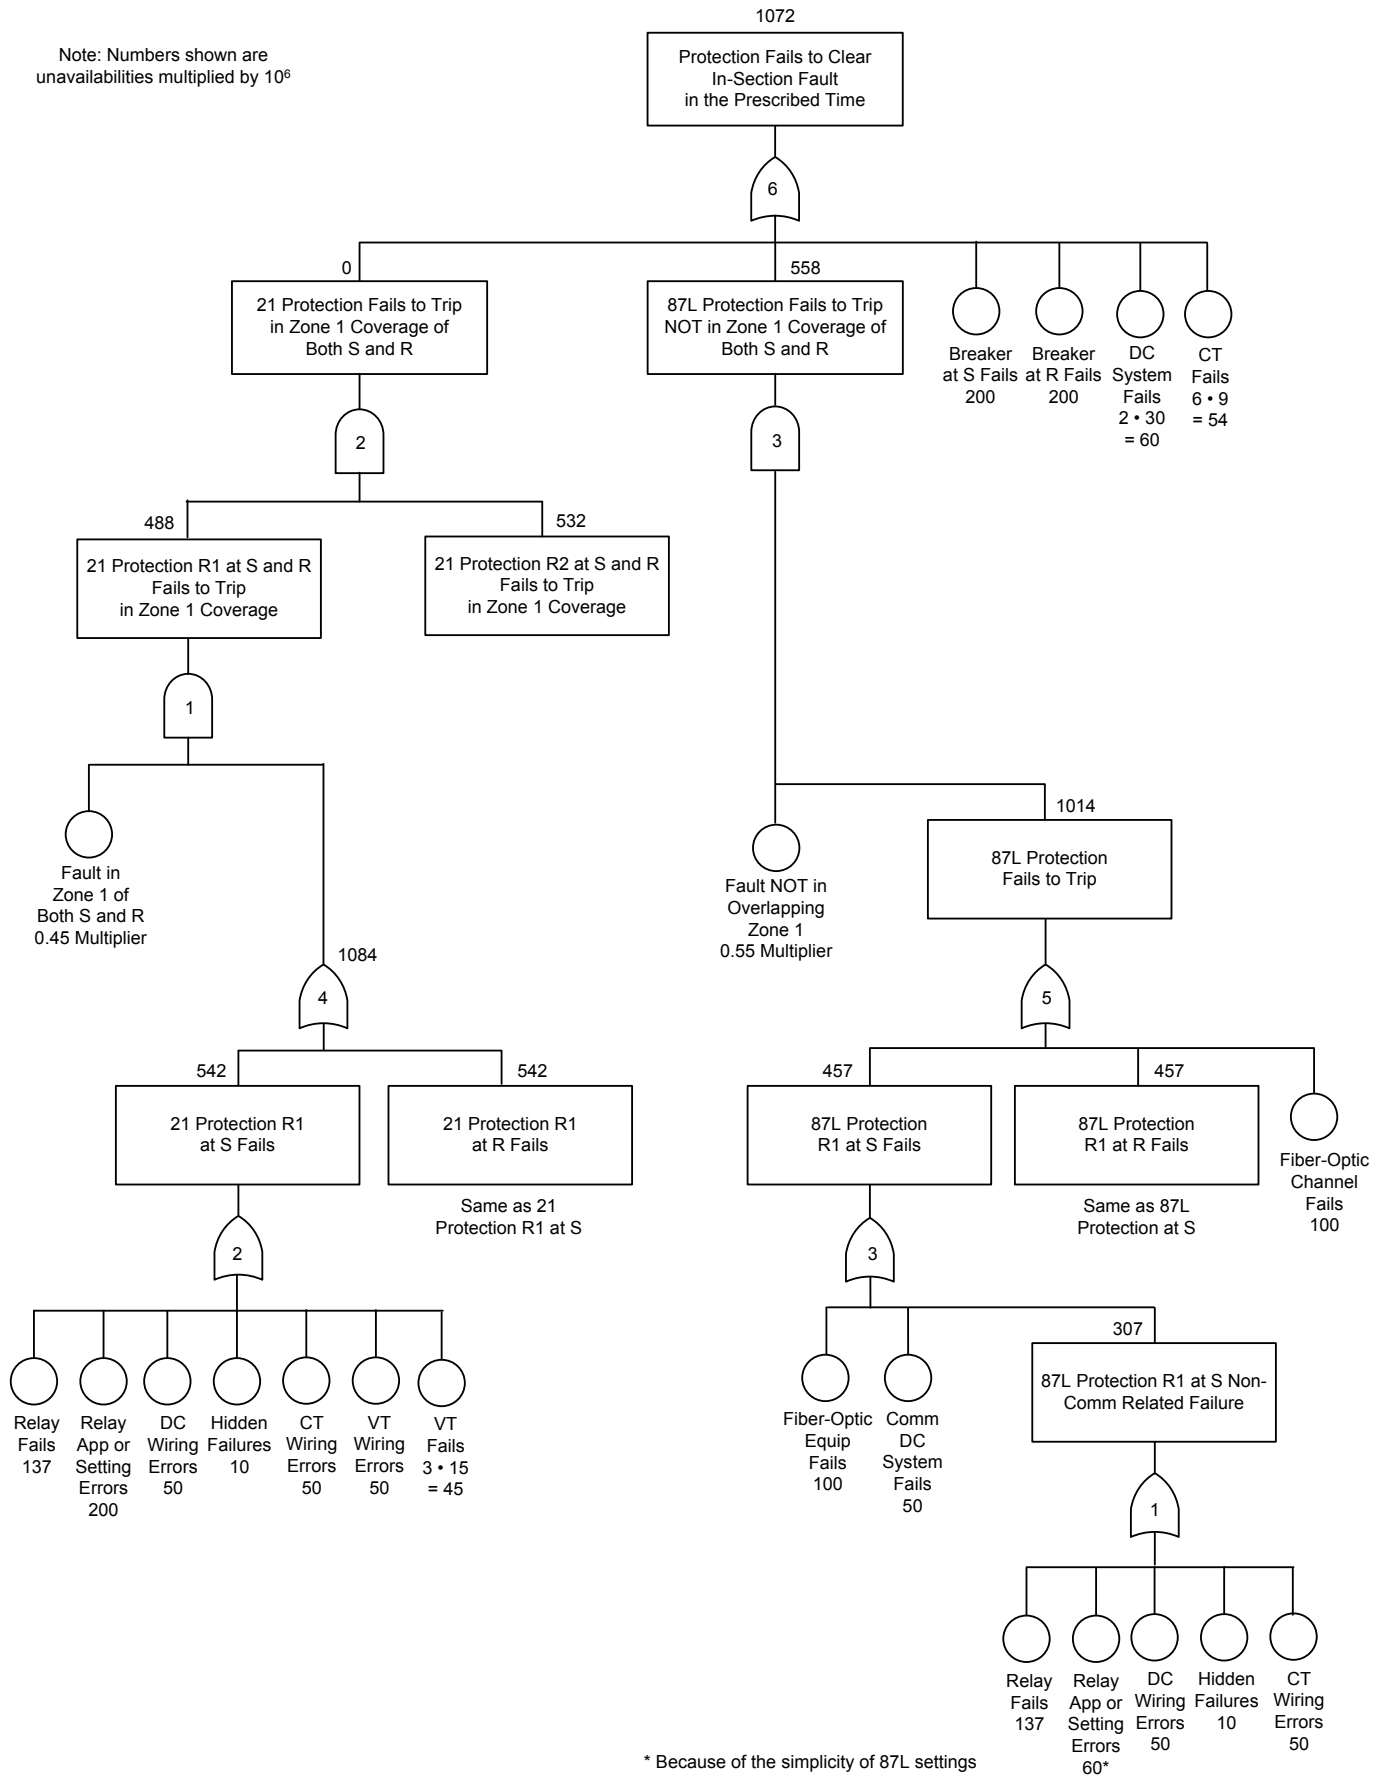 1072
Note: Numbers shown are
unavailabilities multiplied by 10⁶
Protection Fails to Clear
In-Section Fault
in the Prescribed Time
6
0
21 Protection Fails to Trip
in Zone 1 Coverage of
Both S and R
558
87L Protection Fails to Trip
NOT in Zone 1 Coverage of
Both S and R
Breaker
at S Fails
200
Breaker
at R Fails
200
DC
System
Fails
2 • 30
= 60
CT
Fails
6 • 9
= 54
2
3
488
21 Protection R1 at S and R
Fails to Trip
in Zone 1 Coverage
532
21 Protection R2 at S and R
Fails to Trip
in Zone 1 Coverage
1
Fault in
Zone 1 of
Both S and R
0.45 Multiplier
1084
4
Fault NOT in
Overlapping
Zone 1
0.55 Multiplier
1014
87L Protection
Fails to Trip
5
542
21 Protection R1
at S Fails
542
21 Protection R1
at R Fails
Same as 21
Protection R1 at S
457
87L Protection
R1 at S Fails
457
87L Protection
R1 at R Fails
Same as 87L
Protection at S
Fiber-Optic
Channel
Fails
100
2
3
Relay
Fails
137
Relay
App or
Setting
Errors
200
DC
Wiring
Errors
50
Hidden
Failures
10
CT
Wiring
Errors
50
VT
Wiring
Errors
50
VT
Fails
3 • 15
= 45
Fiber-Optic
Equip
Fails
100
Comm
DC
System
Fails
50
307
87L Protection R1 at S Non-
Comm Related Failure
1
Relay
Fails
137
Relay
App or
Setting
Errors
60*
DC
Wiring
Errors
50
Hidden
Failures
10
CT
Wiring
Errors
50
* Because of the simplicity of 87L settings